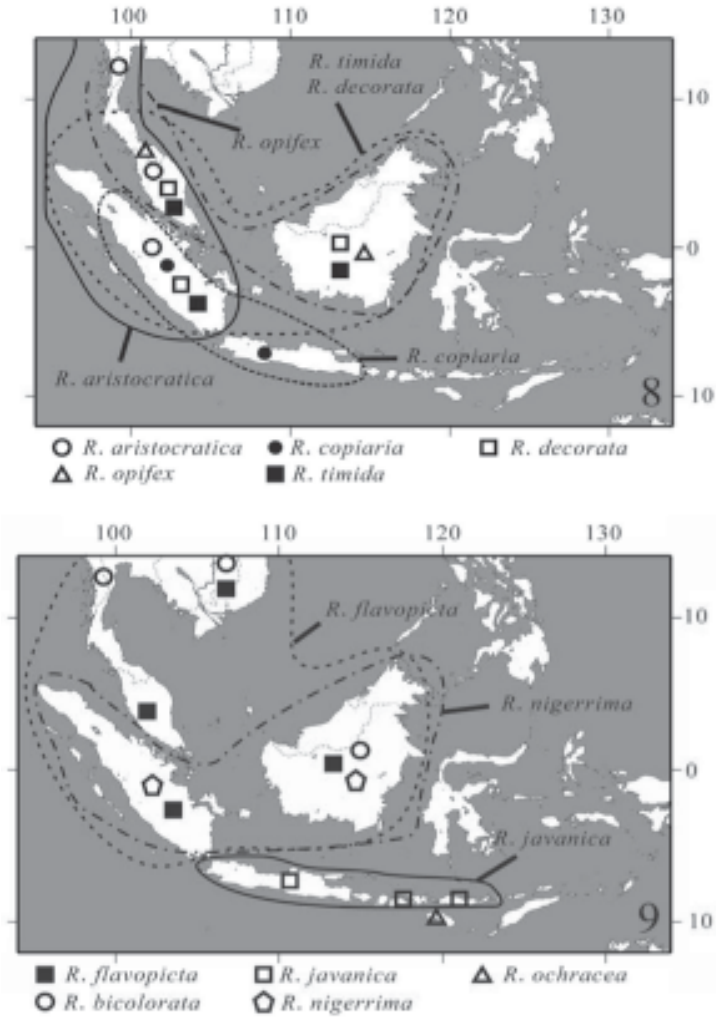 100 110 120 130
R. timida
R. decorata
10
R. opifex
0
R. copiaria
R. aristocratica
8
10
R. aristocratica R. copiaria R. decorata
R. opifex R. timida
100 110 120 130
R. flavopicta
10
R. nigerrima
0
R. javanica
9
10
R. flavopicta R. javanica R. ochracea
R. bicolorata R. nigerrima